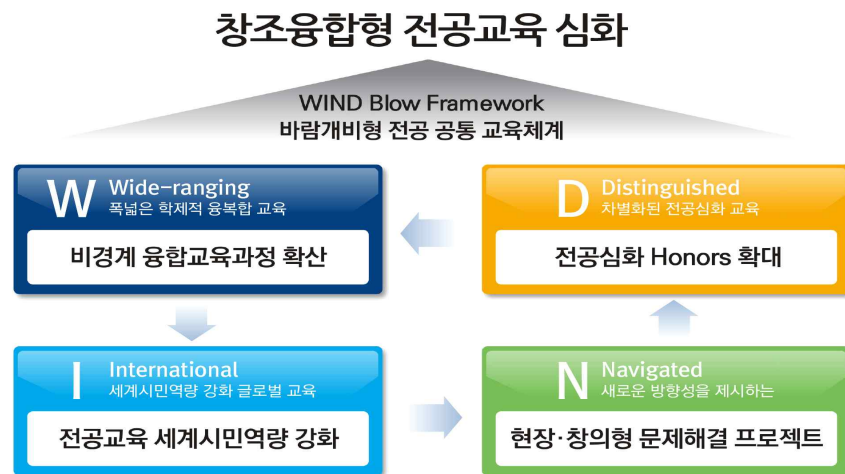 창조융합형 전공교육 심화
WIND Blow Framework
바람개비형 전공 공통 교육체계
W Wide-ranging
폭넓은 학제적 융복합 교육
비경계 융합교육과정 확산
D Distinguished
차별화된 전공심화 교육
전공심화 Honors 확대
I International
세계시민역량 강화 글로벌 교육
전공교육 세계시민역량 강화
N Navigated
새로운 방향성을 제시하는
현장·창의형 문제해결 프로젝트